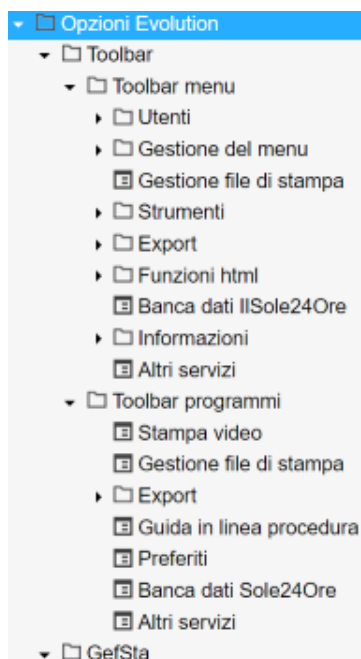 Opzioni Evolution
Toolbar
Toolbar menu
Utenti
Gestione del menu
Gestione file di stampa
Strumenti
Export
Funzioni html
Banca dati IlSole24Ore
Informazioni
Altri servizi
Toolbar programmi
Stampa video
Gestione file di stampa
Export
Guida in linea procedura
Preferiti
Banca dati Sole24Ore
Altri servizi
GefSta